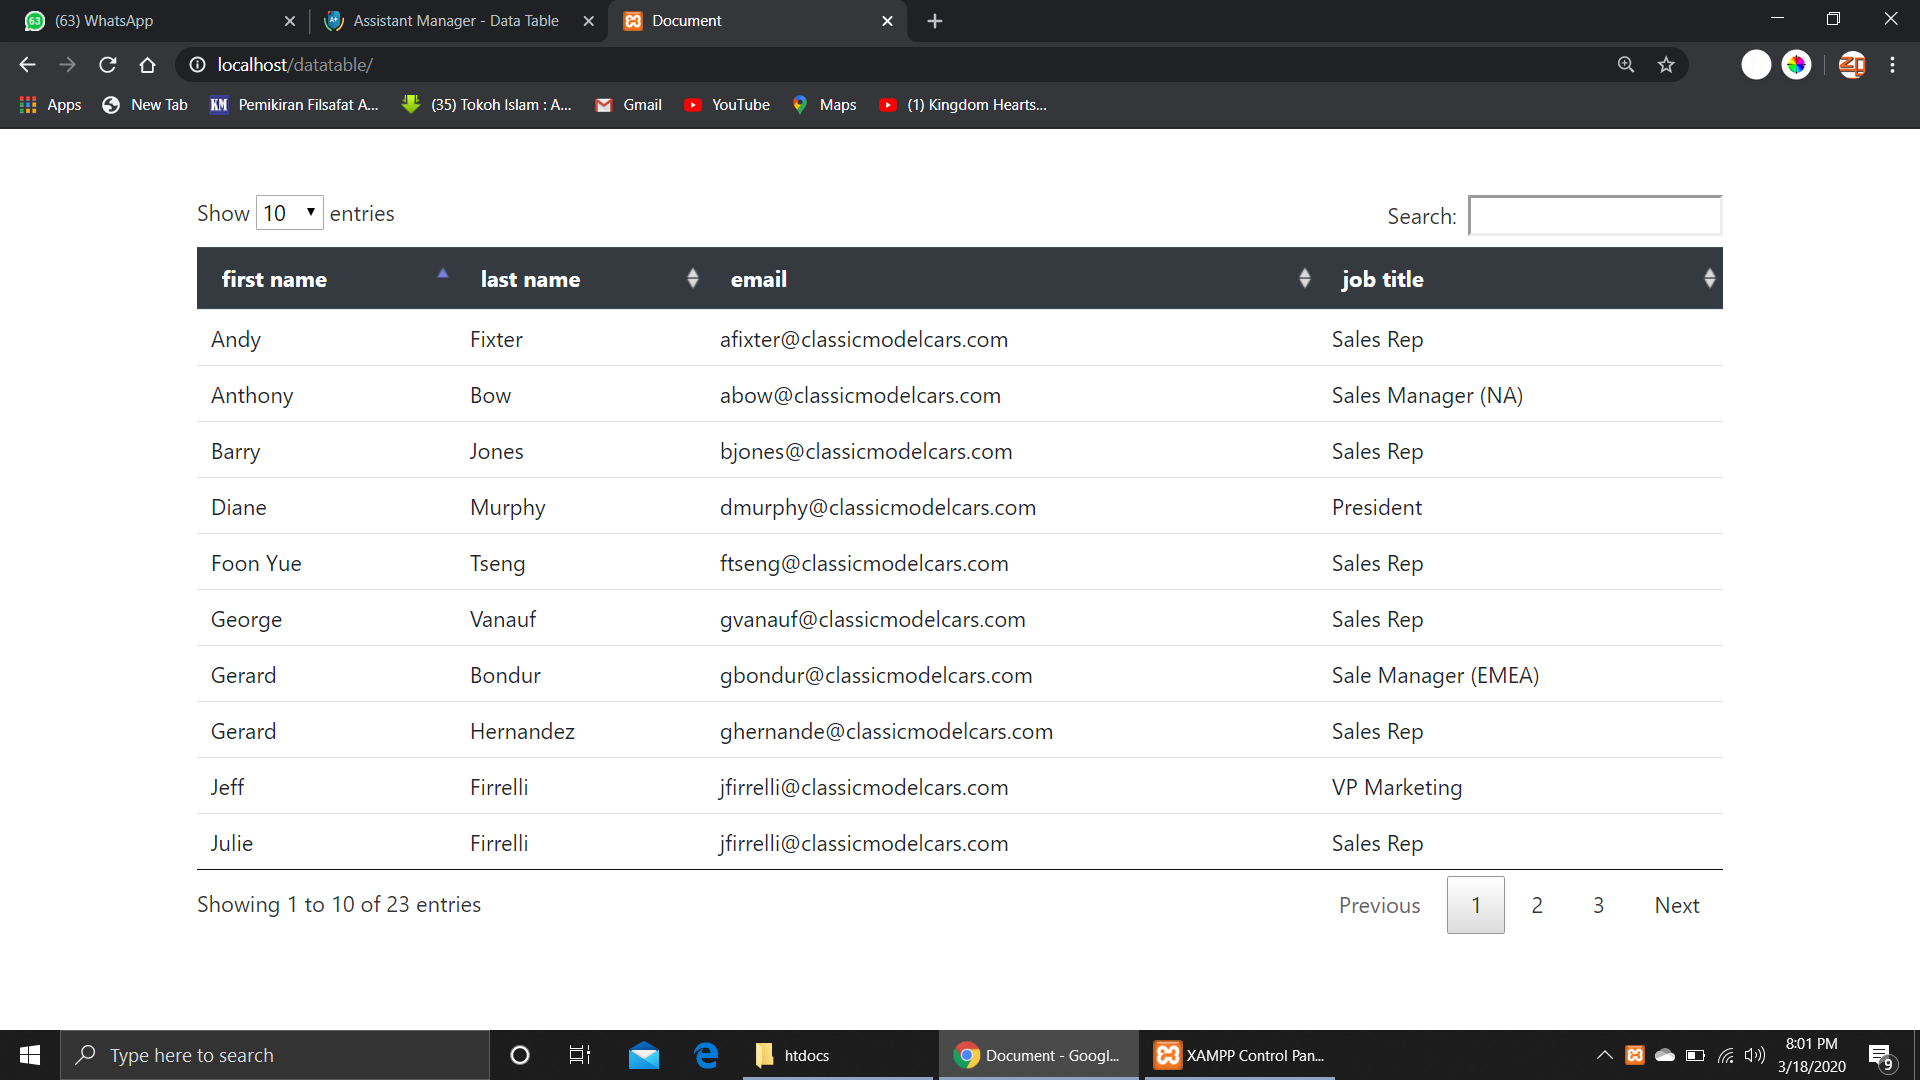 (63) WhatsApp
Assistant Manager - Data Table
Document
localhost/datatable/
Apps New Tab KM Pemikiran Filsafat A... (35) Tokoh Islam : A... Gmail YouTube Maps (1) Kingdom Hearts...
Show 10 entries Search:
first name last name email job title
Andy Fixter afixter@classicmodelcars.com Sales Rep
Anthony Bow abow@classicmodelcars.com Sales Manager (NA)
Barry Jones bjones@classicmodelcars.com Sales Rep
Diane Murphy dmurphy@classicmodelcars.com President
Foon Yue Tseng ftseng@classicmodelcars.com Sales Rep
George Vanauf gvanauf@classicmodelcars.com Sales Rep
Gerard Bondur gbondur@classicmodelcars.com Sale Manager (EMEA)
Gerard Hernandez ghernande@classicmodelcars.com Sales Rep
Jeff Firrelli jfirrelli@classicmodelcars.com VP Marketing
Julie Firrelli jfirrelli@classicmodelcars.com Sales Rep
Showing 1 to 10 of 23 entries Previous 1 2 3 Next
Type here to search htdocs Document - Googl... XAMPP Control Pan... 8:01 PM
3/18/2020 9